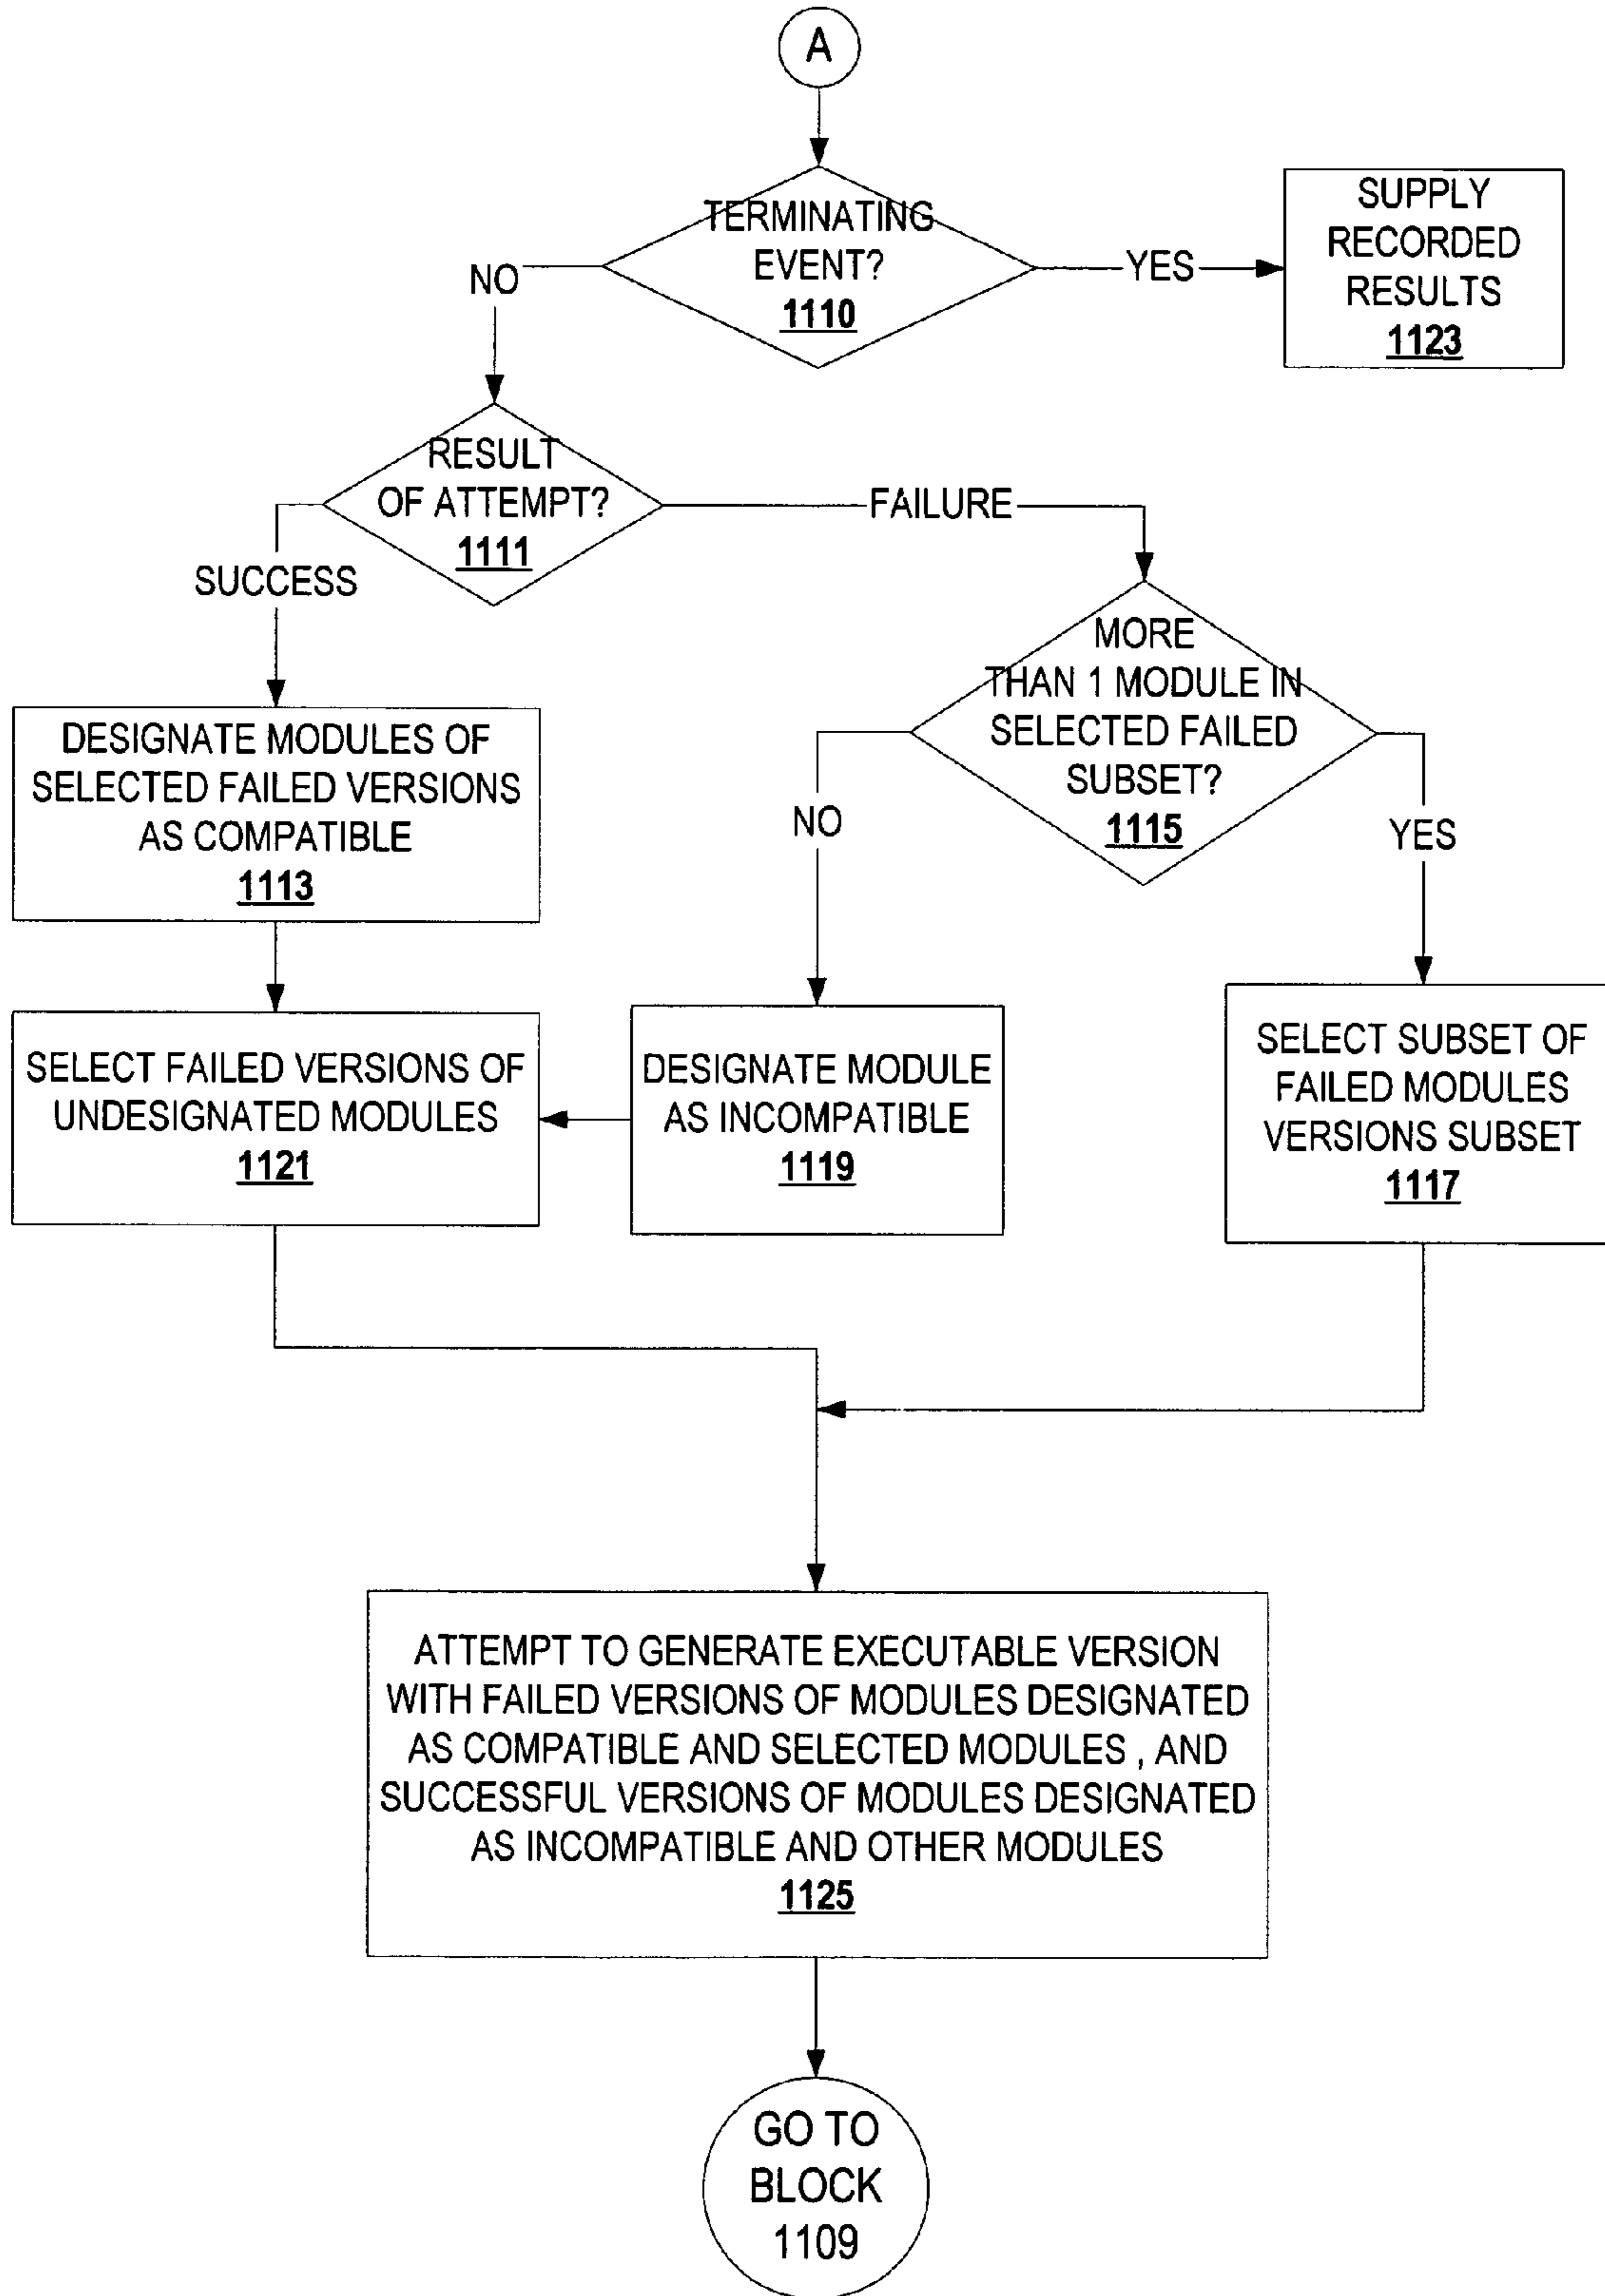 A
TERMINATING
EVENT?
1110
YES
SUPPLY
RECORDED
RESULTS
1123
NO
RESULT
OF ATTEMPT?
1111
FAILURE
SUCCESS
MORE
THAN 1 MODULE IN
SELECTED FAILED
SUBSET?
1115
NO
YES
DESIGNATE MODULES OF
SELECTED FAILED VERSIONS
AS COMPATIBLE
1113
SELECT FAILED VERSIONS OF
UNDESIGNATED MODULES
1121
DESIGNATE MODULE
AS INCOMPATIBLE
1119
SELECT SUBSET OF
FAILED MODULES
VERSIONS SUBSET
1117
ATTEMPT TO GENERATE EXECUTABLE VERSION
WITH FAILED VERSIONS OF MODULES DESIGNATED
AS COMPATIBLE AND SELECTED MODULES , AND
SUCCESSFUL VERSIONS OF MODULES DESIGNATED
AS INCOMPATIBLE AND OTHER MODULES
1125
GO TO
BLOCK
1109